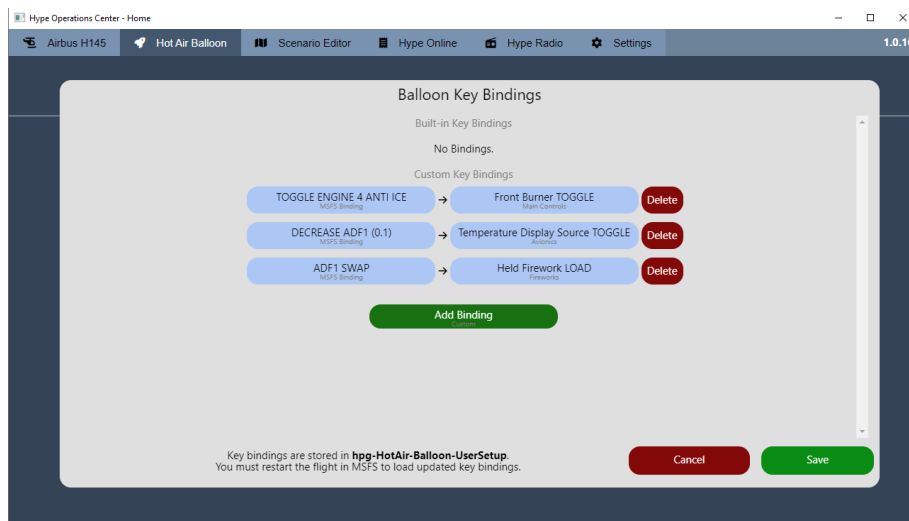 Hype Operations Center - Home
Airbus H145 Hot Air Balloon Scenario Editor Hype Online Hype Radio Settings 1.0.1
Balloon Key Bindings
Built-in Key Bindings
No Bindings.
Custom Key Bindings
TOGGLE ENGINE 4 ANTI ICE → Front Burner TOGGLE Delete
MSFS Binding Main Controls
DECREASE ADF1 (0.1) → Temperature Display Source TOGGLE Delete
MSFS Binding Avionics
ADF1 SWAP → Held Firework LOAD Delete
MSFS Binding Fireworks
Add Binding
Custom
Key bindings are stored in hpg-HotAir-Balloon-UserSetup.
You must restart the flight in MSFS to load updated key bindings.
Cancel Save